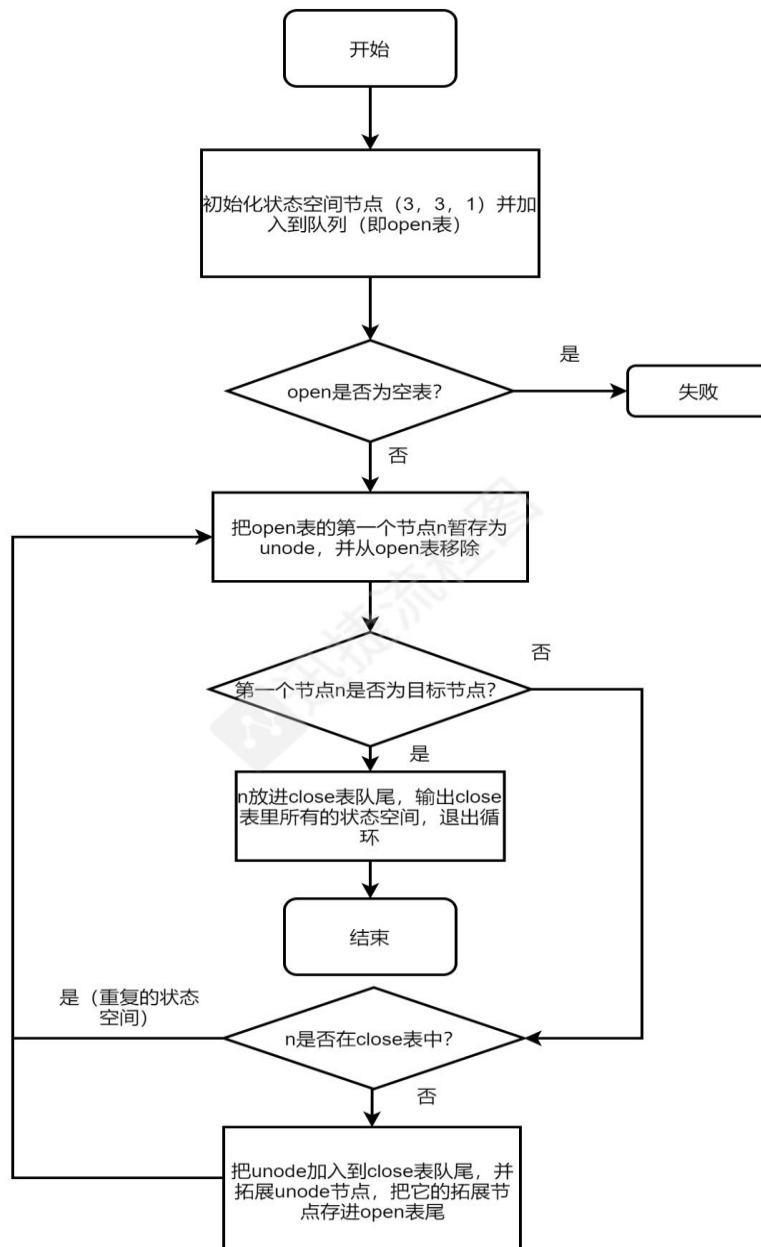 开始
初始化状态空间节点（3，3，1）并加
入到队列（即open表）
open是否为空表？
是
失败
否
把open表的第一个节点n暂存为
unode，并从open表移除
第一个节点n是否为目标节点？
否
是
n放进close表队尾，输出close
表里所有的状态空间，退出循
环
结束
是（重复的状态
空间）
n是否在close表中？
否
把unode加入到close表队尾，并
拓展unode节点，把它的拓展节
点存进open表尾
迅捷流程图